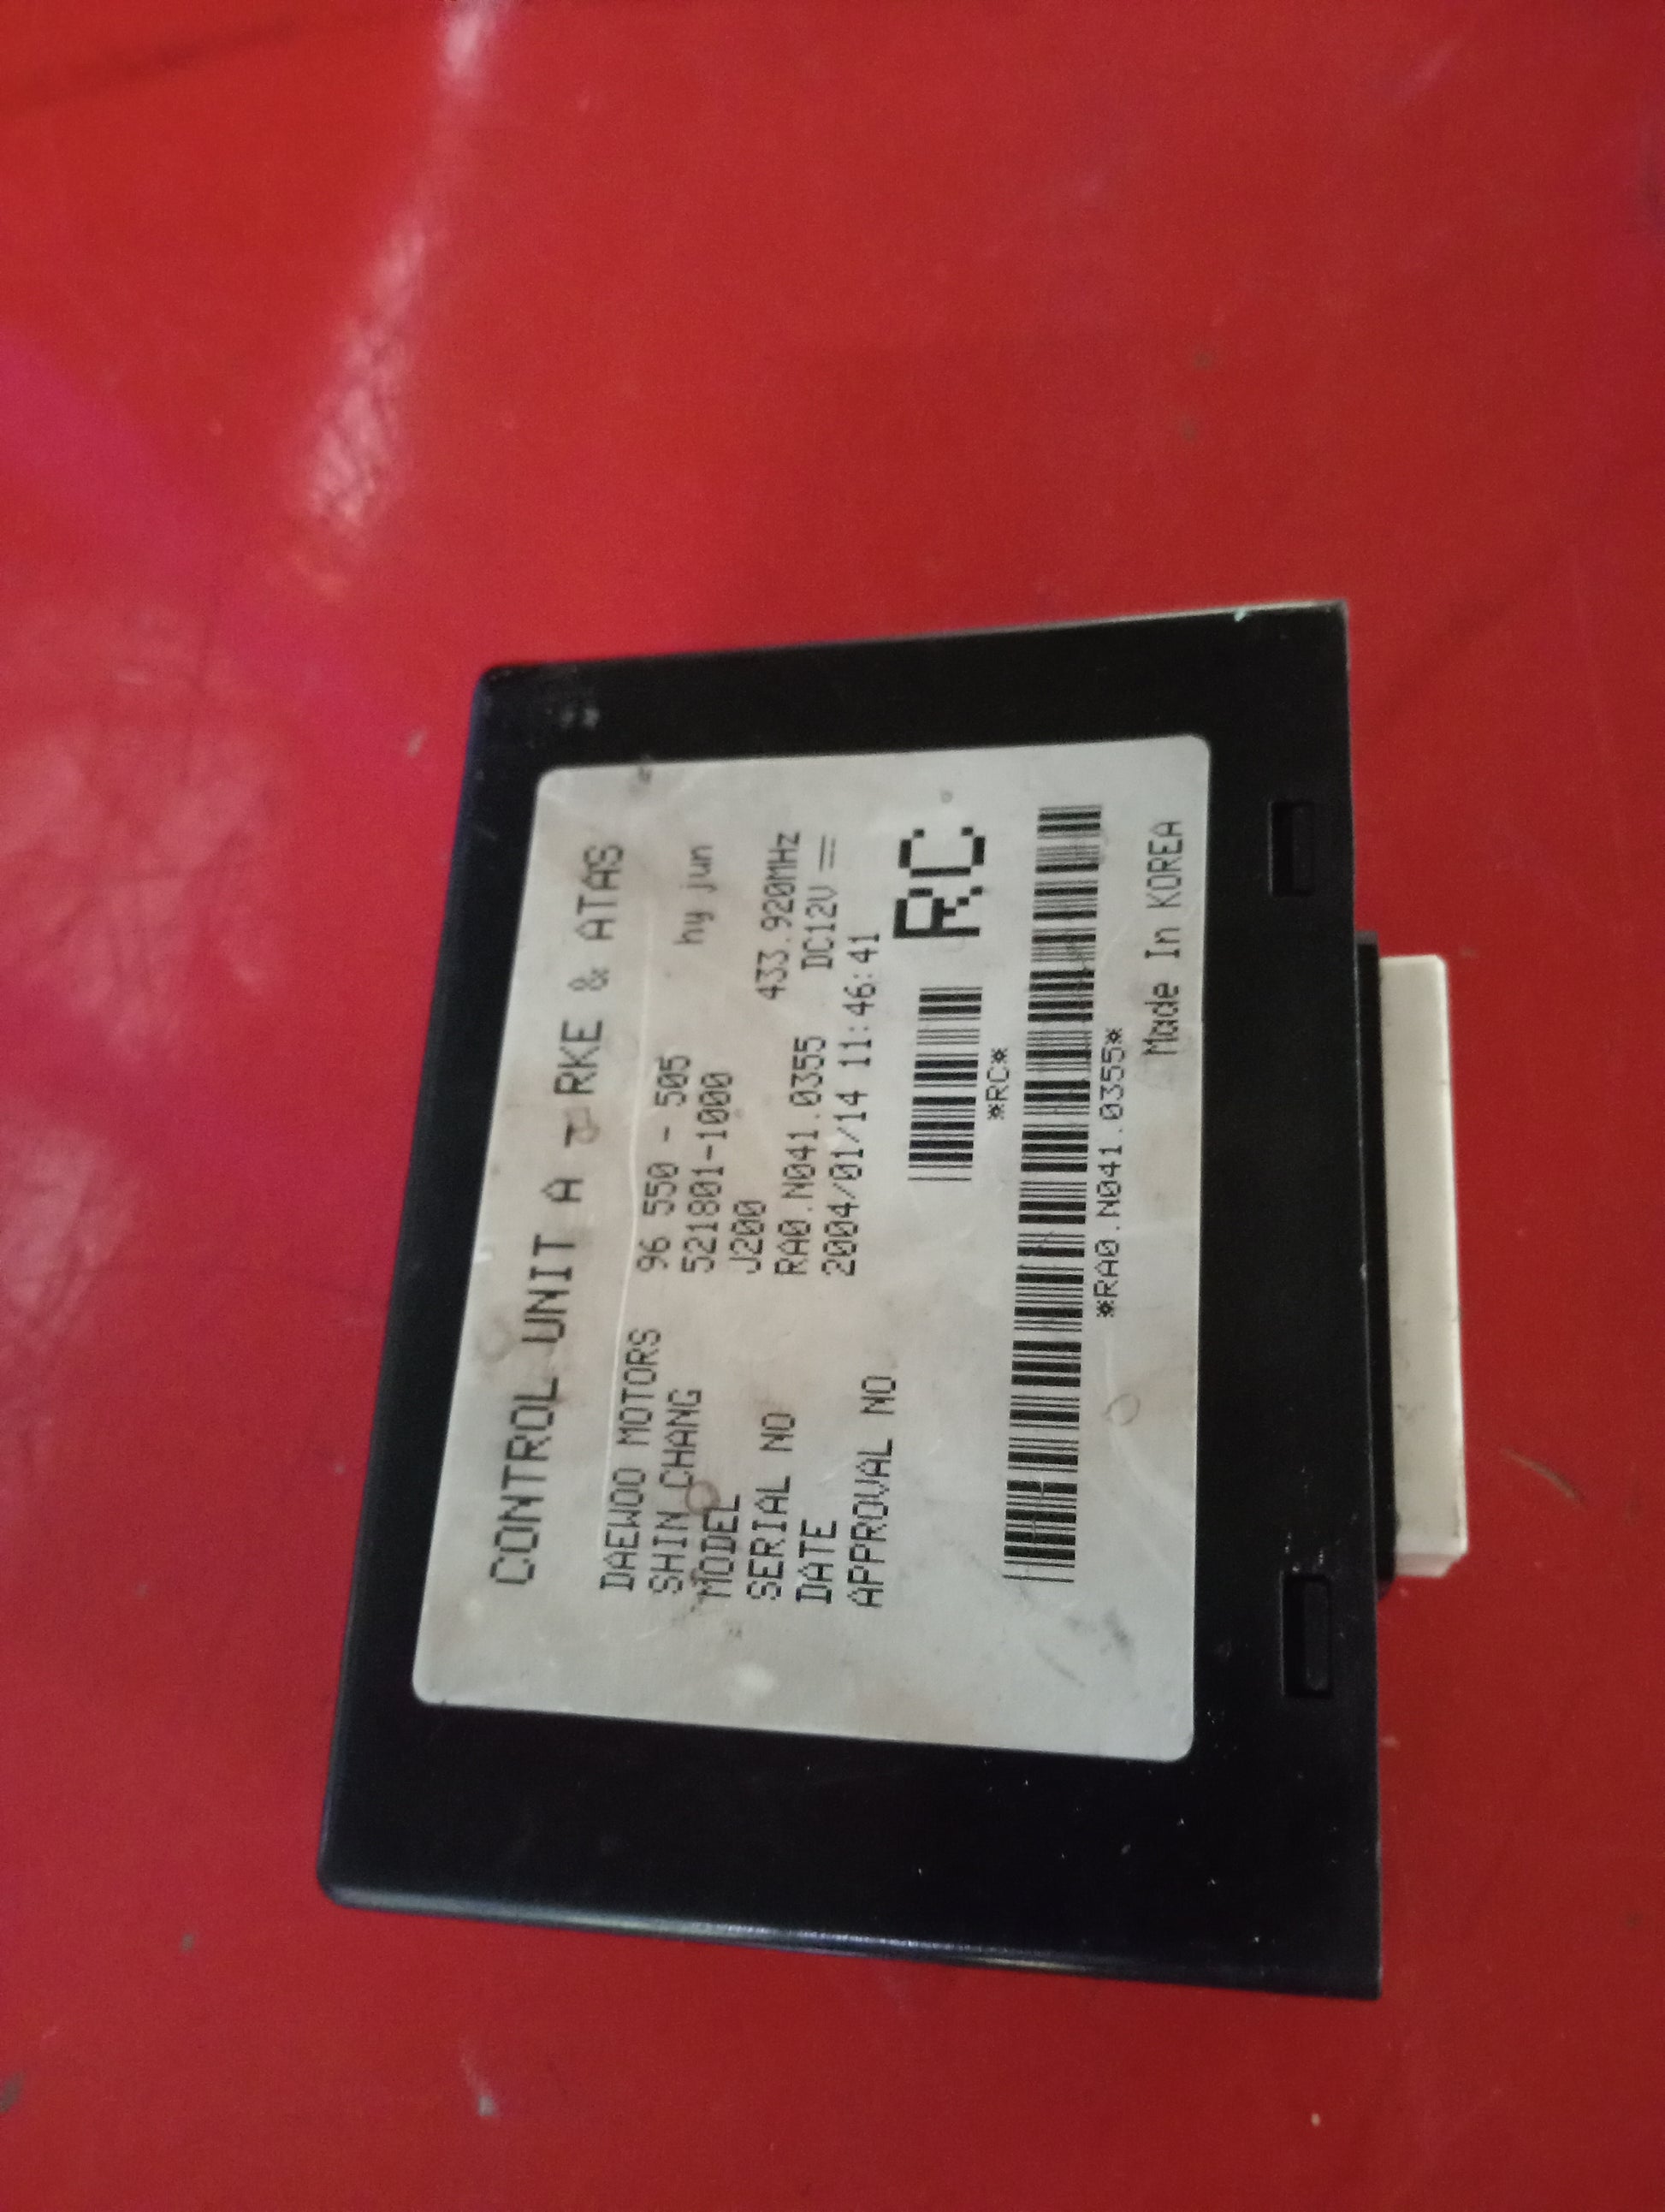 CONTROL UNIT A - RKE & ATAS
DAEWOO MOTORS 96 550 - 505
SHIN CHANG 521801-1000 hy jun
MODEL J200
SERIAL NO RA0.N041.0355 433.920MHz
DATE 2004/01/14 11:46:41 DC12V
APPROVAL NO.
*RC* RC
*RA0.N041.0355*
Made In KOREA